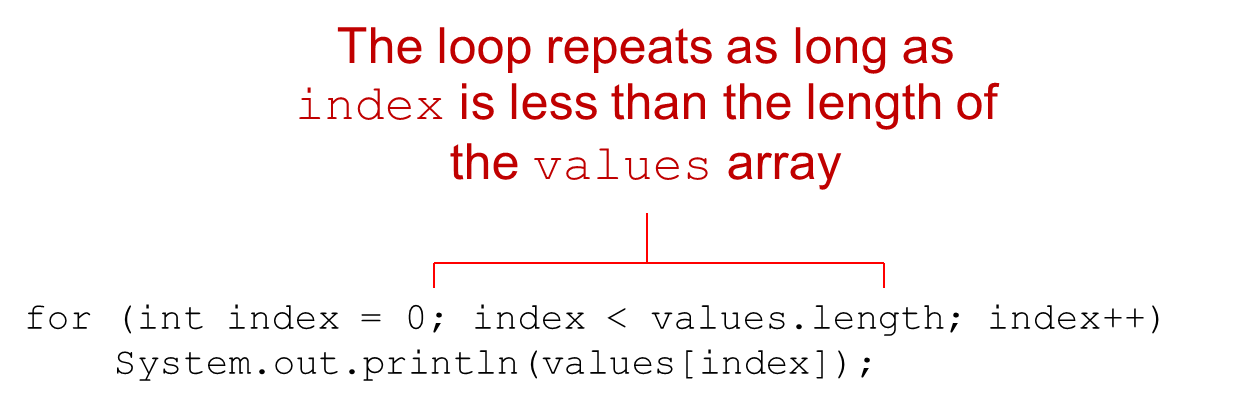 The loop repeats as long as
index is less than the length of
the values array
for (int index = 0; index < values.length; index++)
System.out.println(values[index]);